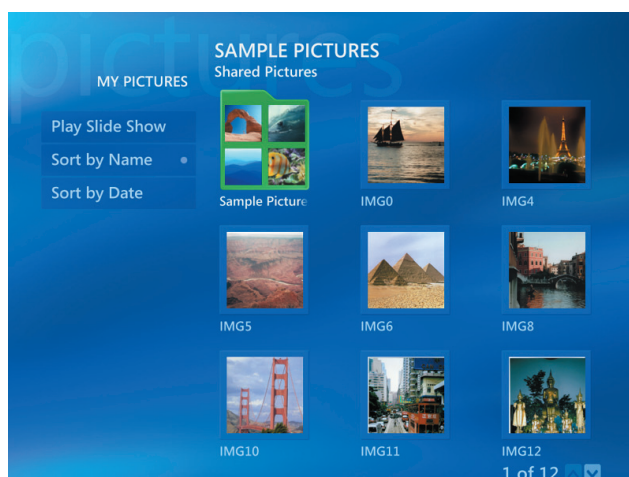 pictures
SAMPLE PICTURES
Shared Pictures
MY PICTURES
Play Slide Show
Sort by Name
Sort by Date
Sample Picture
IMG0
IMG4
IMG5
IMG6
IMG8
IMG10
IMG11
IMG12
1 of 12